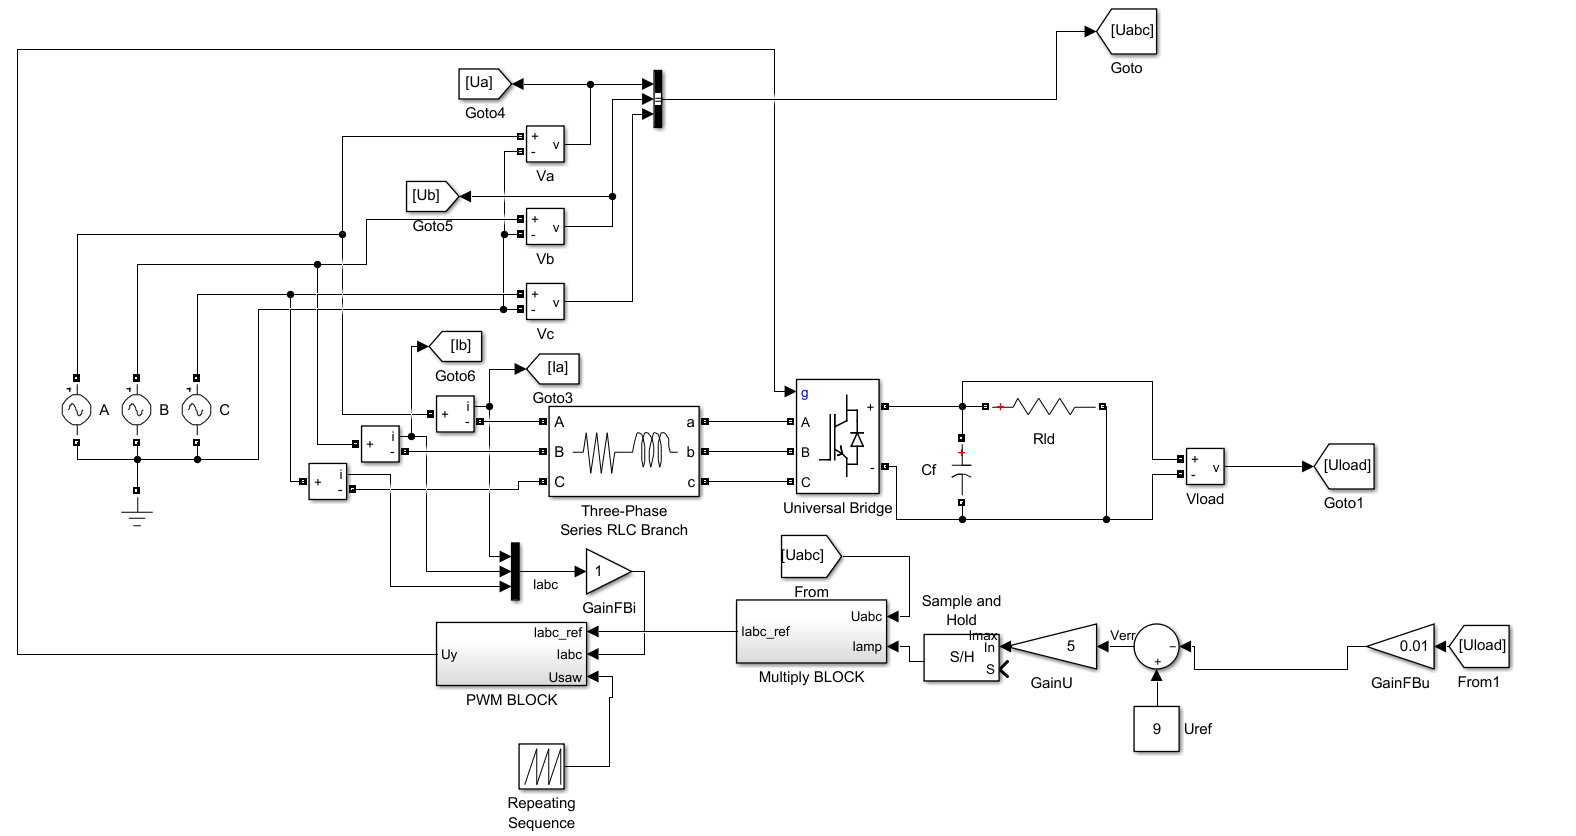 [Uabc]
Goto
[Ua]
Goto4
+
-
v
Va
[Ub]
Goto5
+
-
v
Vb
+
-
v
Vc
[Ib]
Goto6
[Ia]
Goto3
+
A
+
B
+
C
+
i
-
+
i
-
+
i
-
A
B
C
a
b
c
Three-Phase
Series RLC Branch
g
A
B
C
+
-
Universal Bridge
+
Rld
+
Cf
+
-
v
Vload
[Uload]
Goto1
Iabc
1
GainFBi
[Uabc]
From
Iabc_ref
Iabc
Usaw
Uy
PWM BLOCK
Iabc_ref
Uabc
Iamp
Multiply BLOCK
Sample and
Hold
Imax
In
S/H
S
5
GainU
Verr
−
+
9
Uref
0.01
GainFBu
[Uload]
From1
Repeating
Sequence